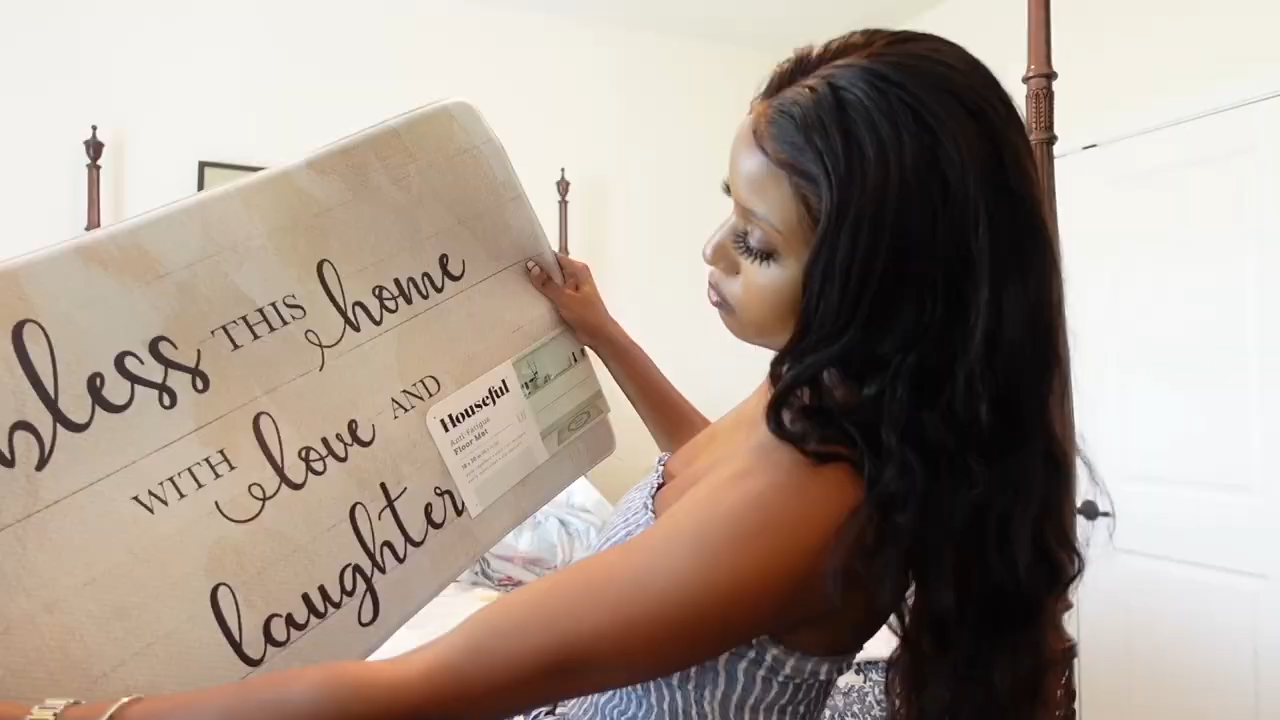 bless THIS home
WITH love AND
laughter
Houseful
Anti-Fatigue
Floor Mat